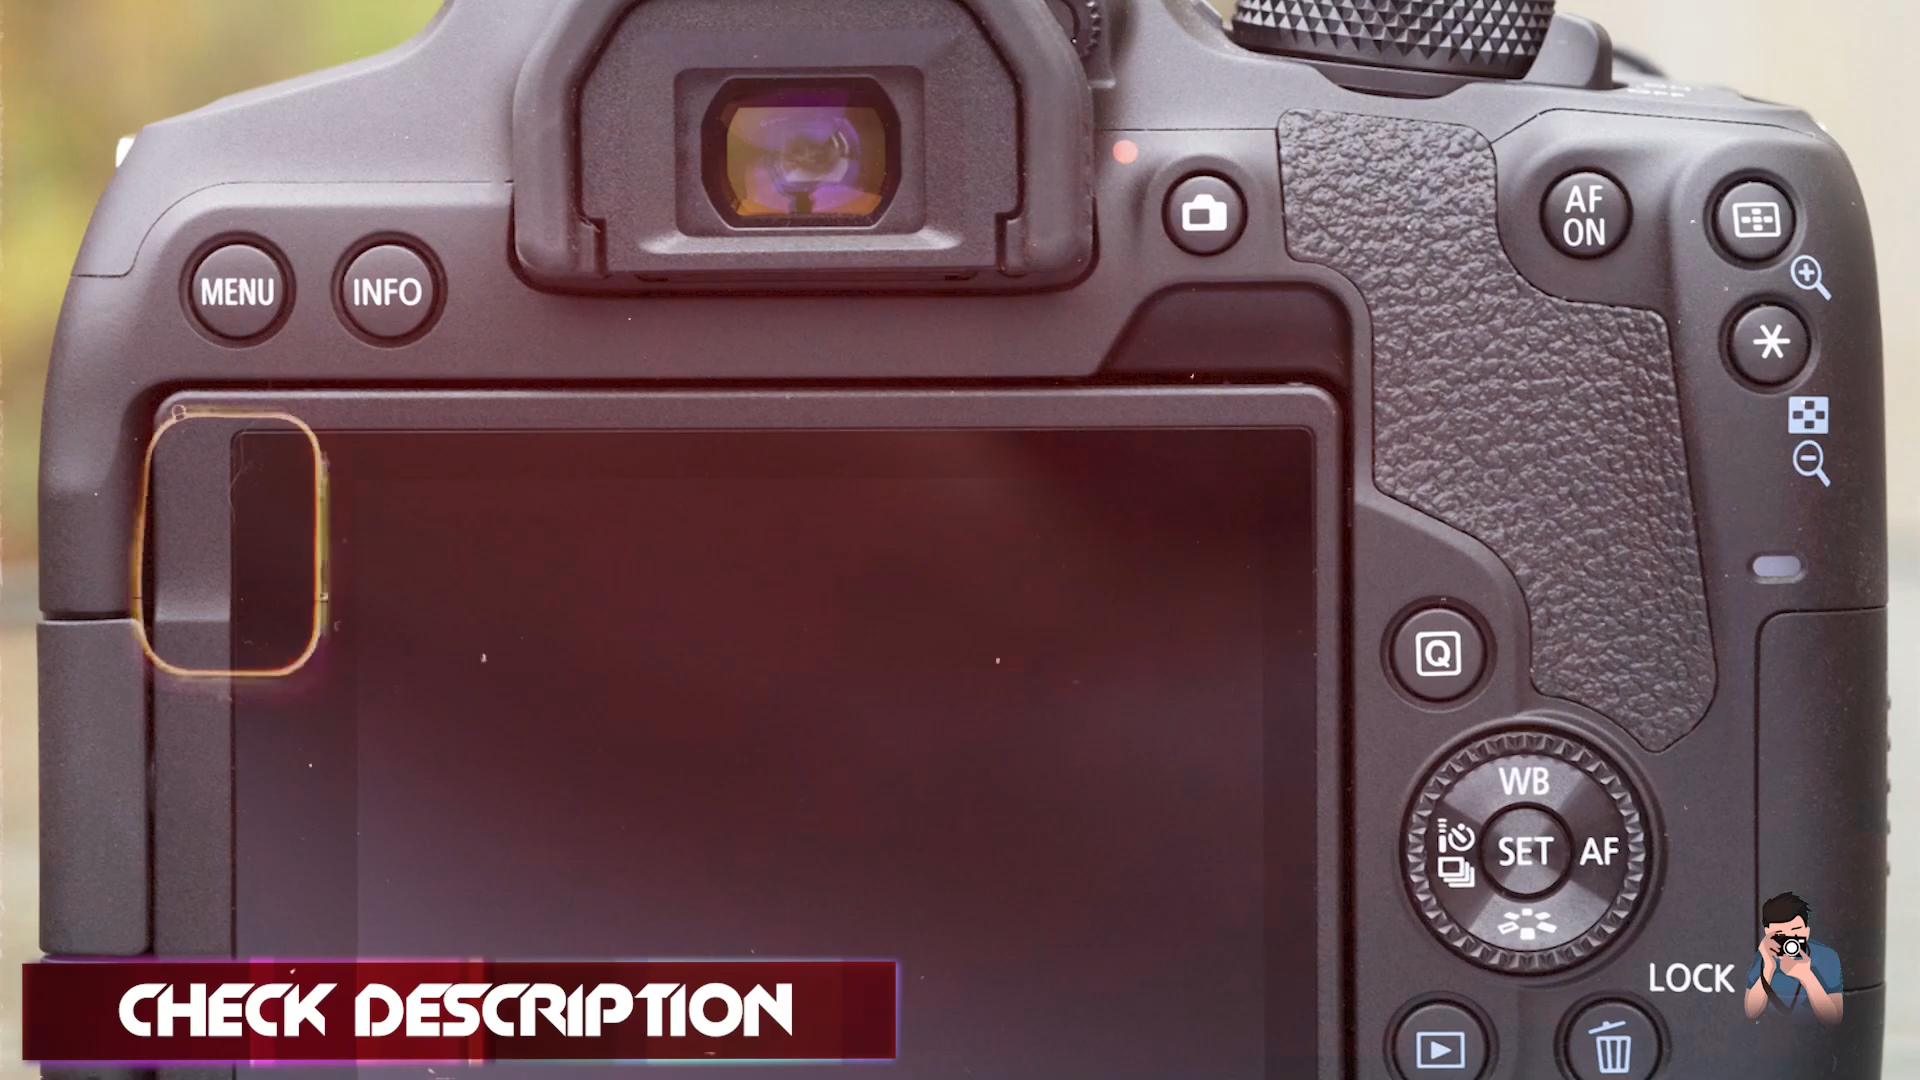 AF
ON
MENU
INFO
Q
WB
SET
AF
LOCK
CHECK DESCRIPTION